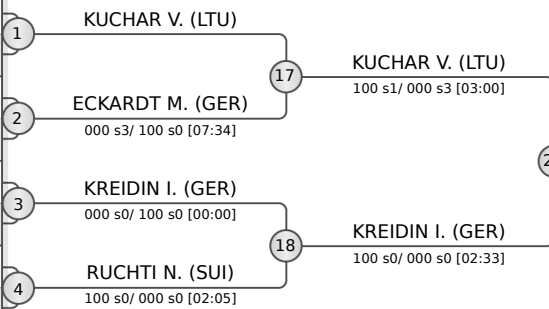 KUCHAR V. (LTU)
1
KUCHAR V. (LTU)
17
100 s1/ 000 s3 [03:00]
ECKARDT M. (GER)
2
000 s3/ 100 s0 [07:34]
KREIDIN I. (GER)
3
000 s0/ 100 s0 [00:00]
KREIDIN I. (GER)
18
100 s0/ 000 s0 [02:33]
RUCHTI N. (SUI)
4
100 s0/ 000 s0 [02:05]